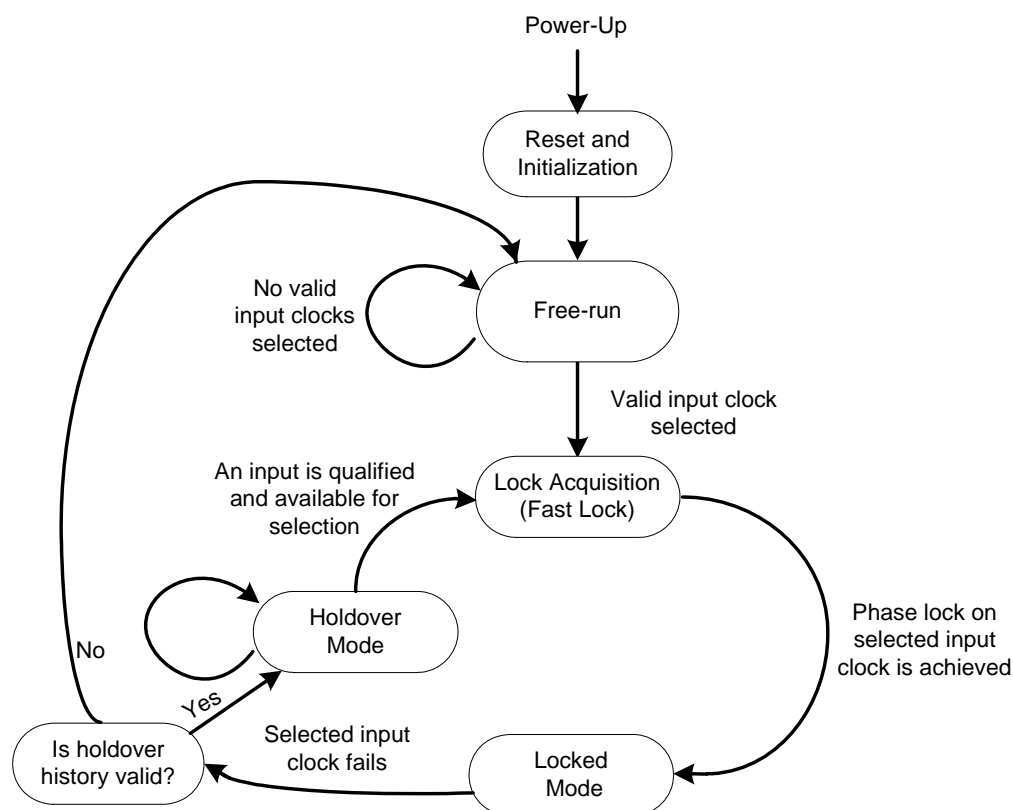 Power-Up
Reset and
Initialization
No valid
input clocks
selected
Free-run
Valid input clock
selected
An input is qualified
and available for
selection
Lock Acquisition
(Fast Lock)
Holdover
Mode
Phase lock on
selected input
clock is achieved
No
Yes
Is holdover
history valid?
Selected input
clock fails
Locked
Mode